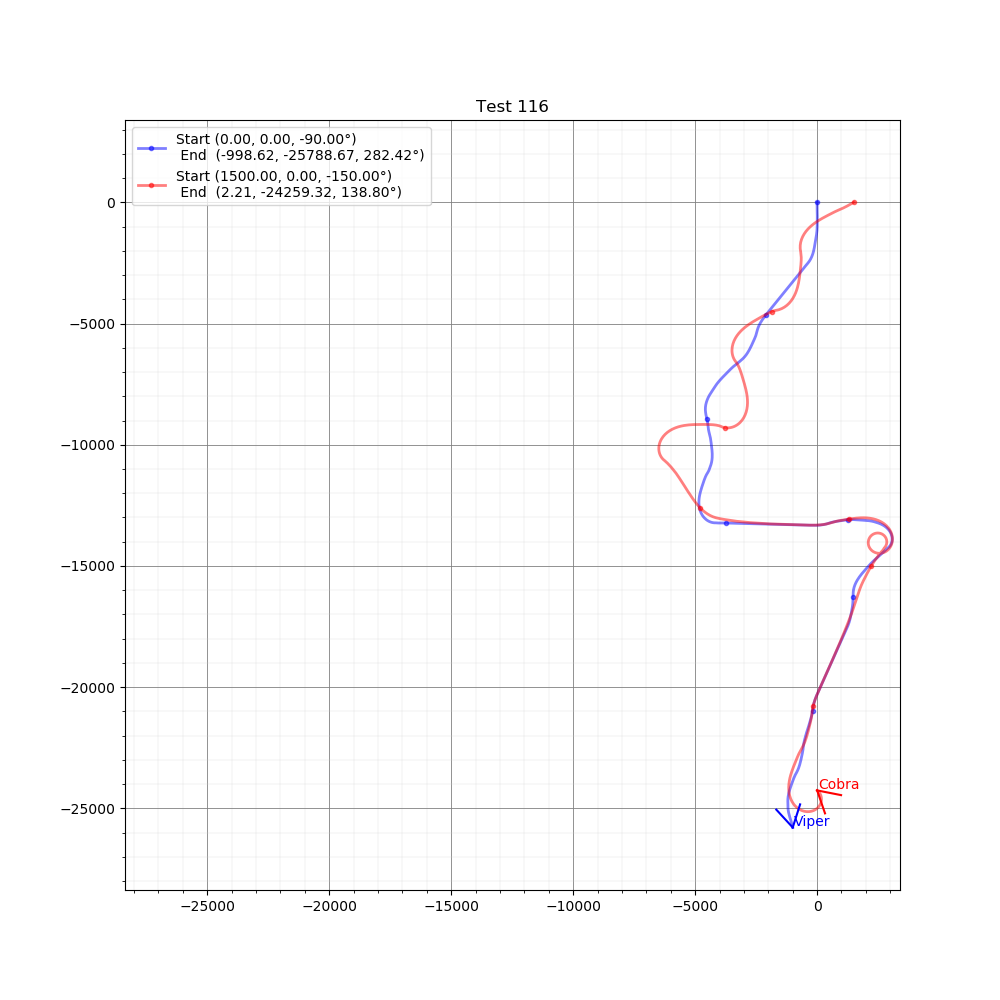 Test 116
Start (0.00, 0.00, -90.00°)
End  (-998.62, -25788.67, 282.42°)
Start (1500.00, 0.00, -150.00°)
End  (2.21, -24259.32, 138.80°)
0
−5000
−10000
−15000
−20000
−25000
Cobra
Viper
−25000
−20000
−15000
−10000
−5000
0